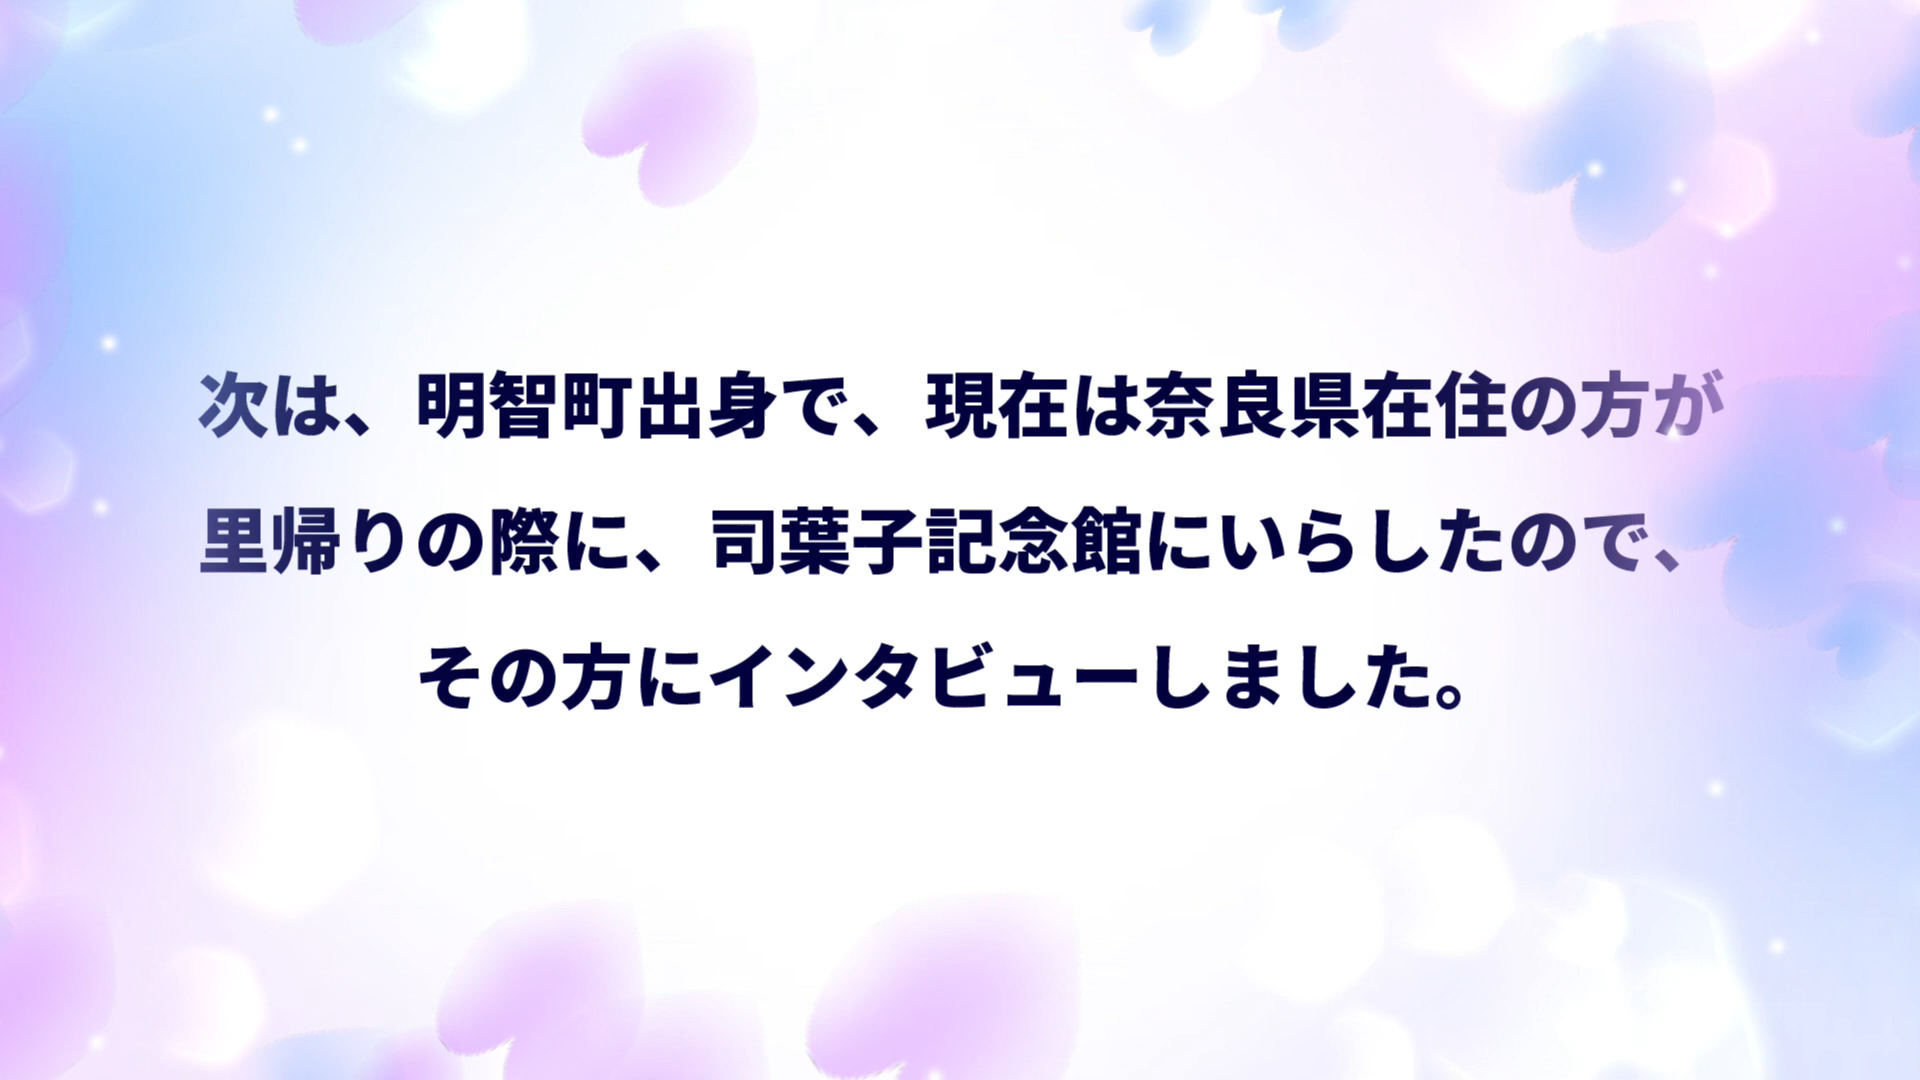 次は、明智町出身で、現在は奈良県在住の方が
里帰りの際に、司葉子記念館にいらしたので、
その方にインタビューしました。